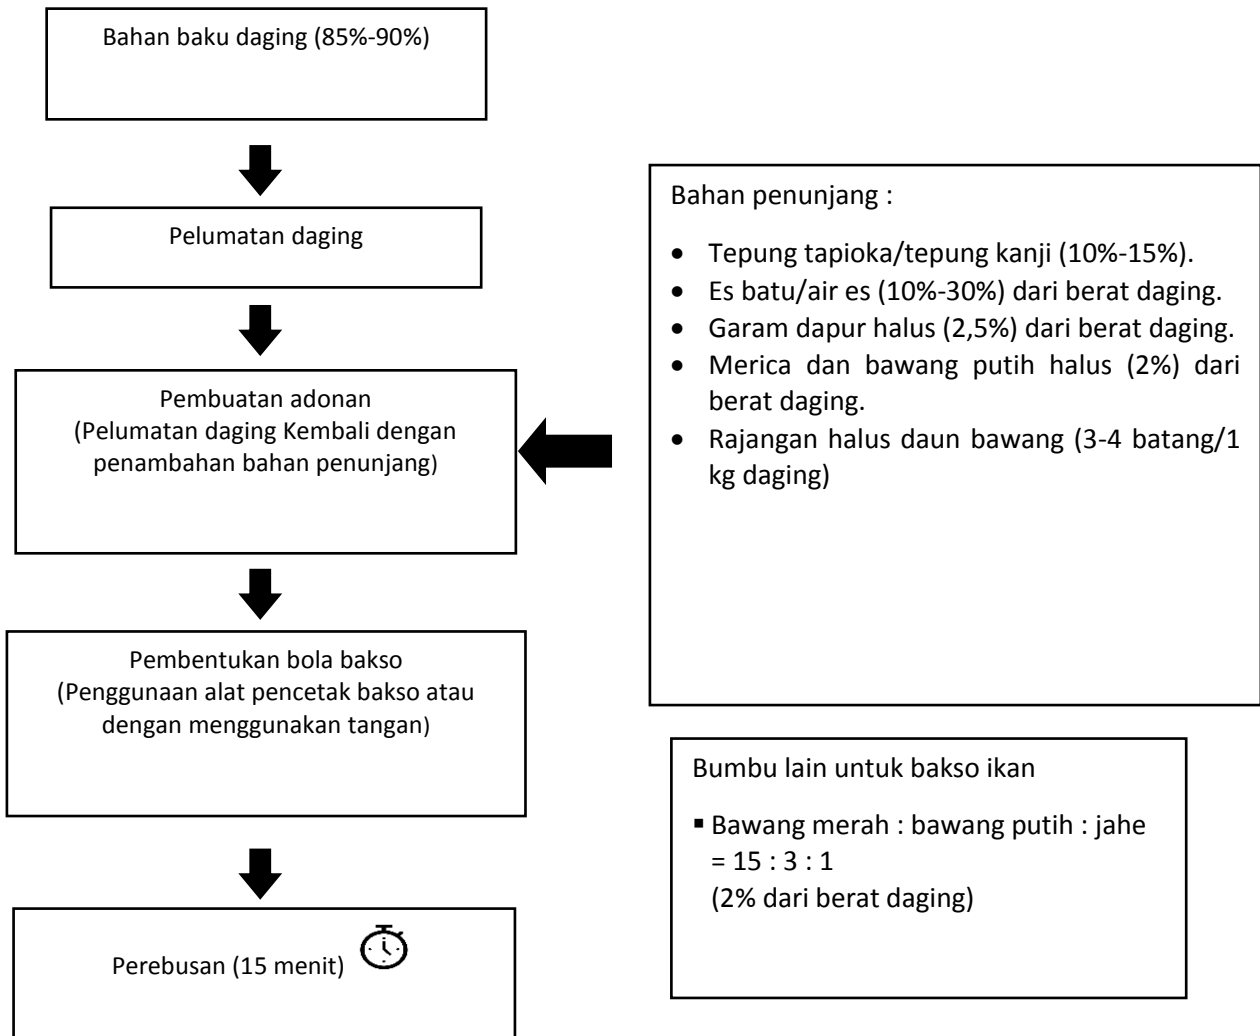 Bahan baku daging (85%-90%)
Pelumatan daging
Pembuatan adonan
(Pelumatan daging Kembali dengan
penambahan bahan penunjang)
Pembentukan bola bakso
(Penggunaan alat pencetak bakso atau
dengan menggunakan tangan)
Perebusan (15 menit)
Bahan penunjang :
• Tepung tapioka/tepung kanji (10%-15%).
• Es batu/air es (10%-30%) dari berat daging.
• Garam dapur halus (2,5%) dari berat daging.
• Merica dan bawang putih halus (2%) dari
berat daging.
• Rajangan halus daun bawang (3-4 batang/1
kg daging)
Bumbu lain untuk bakso ikan
▪ Bawang merah : bawang putih : jahe
= 15 : 3 : 1
(2% dari berat daging)